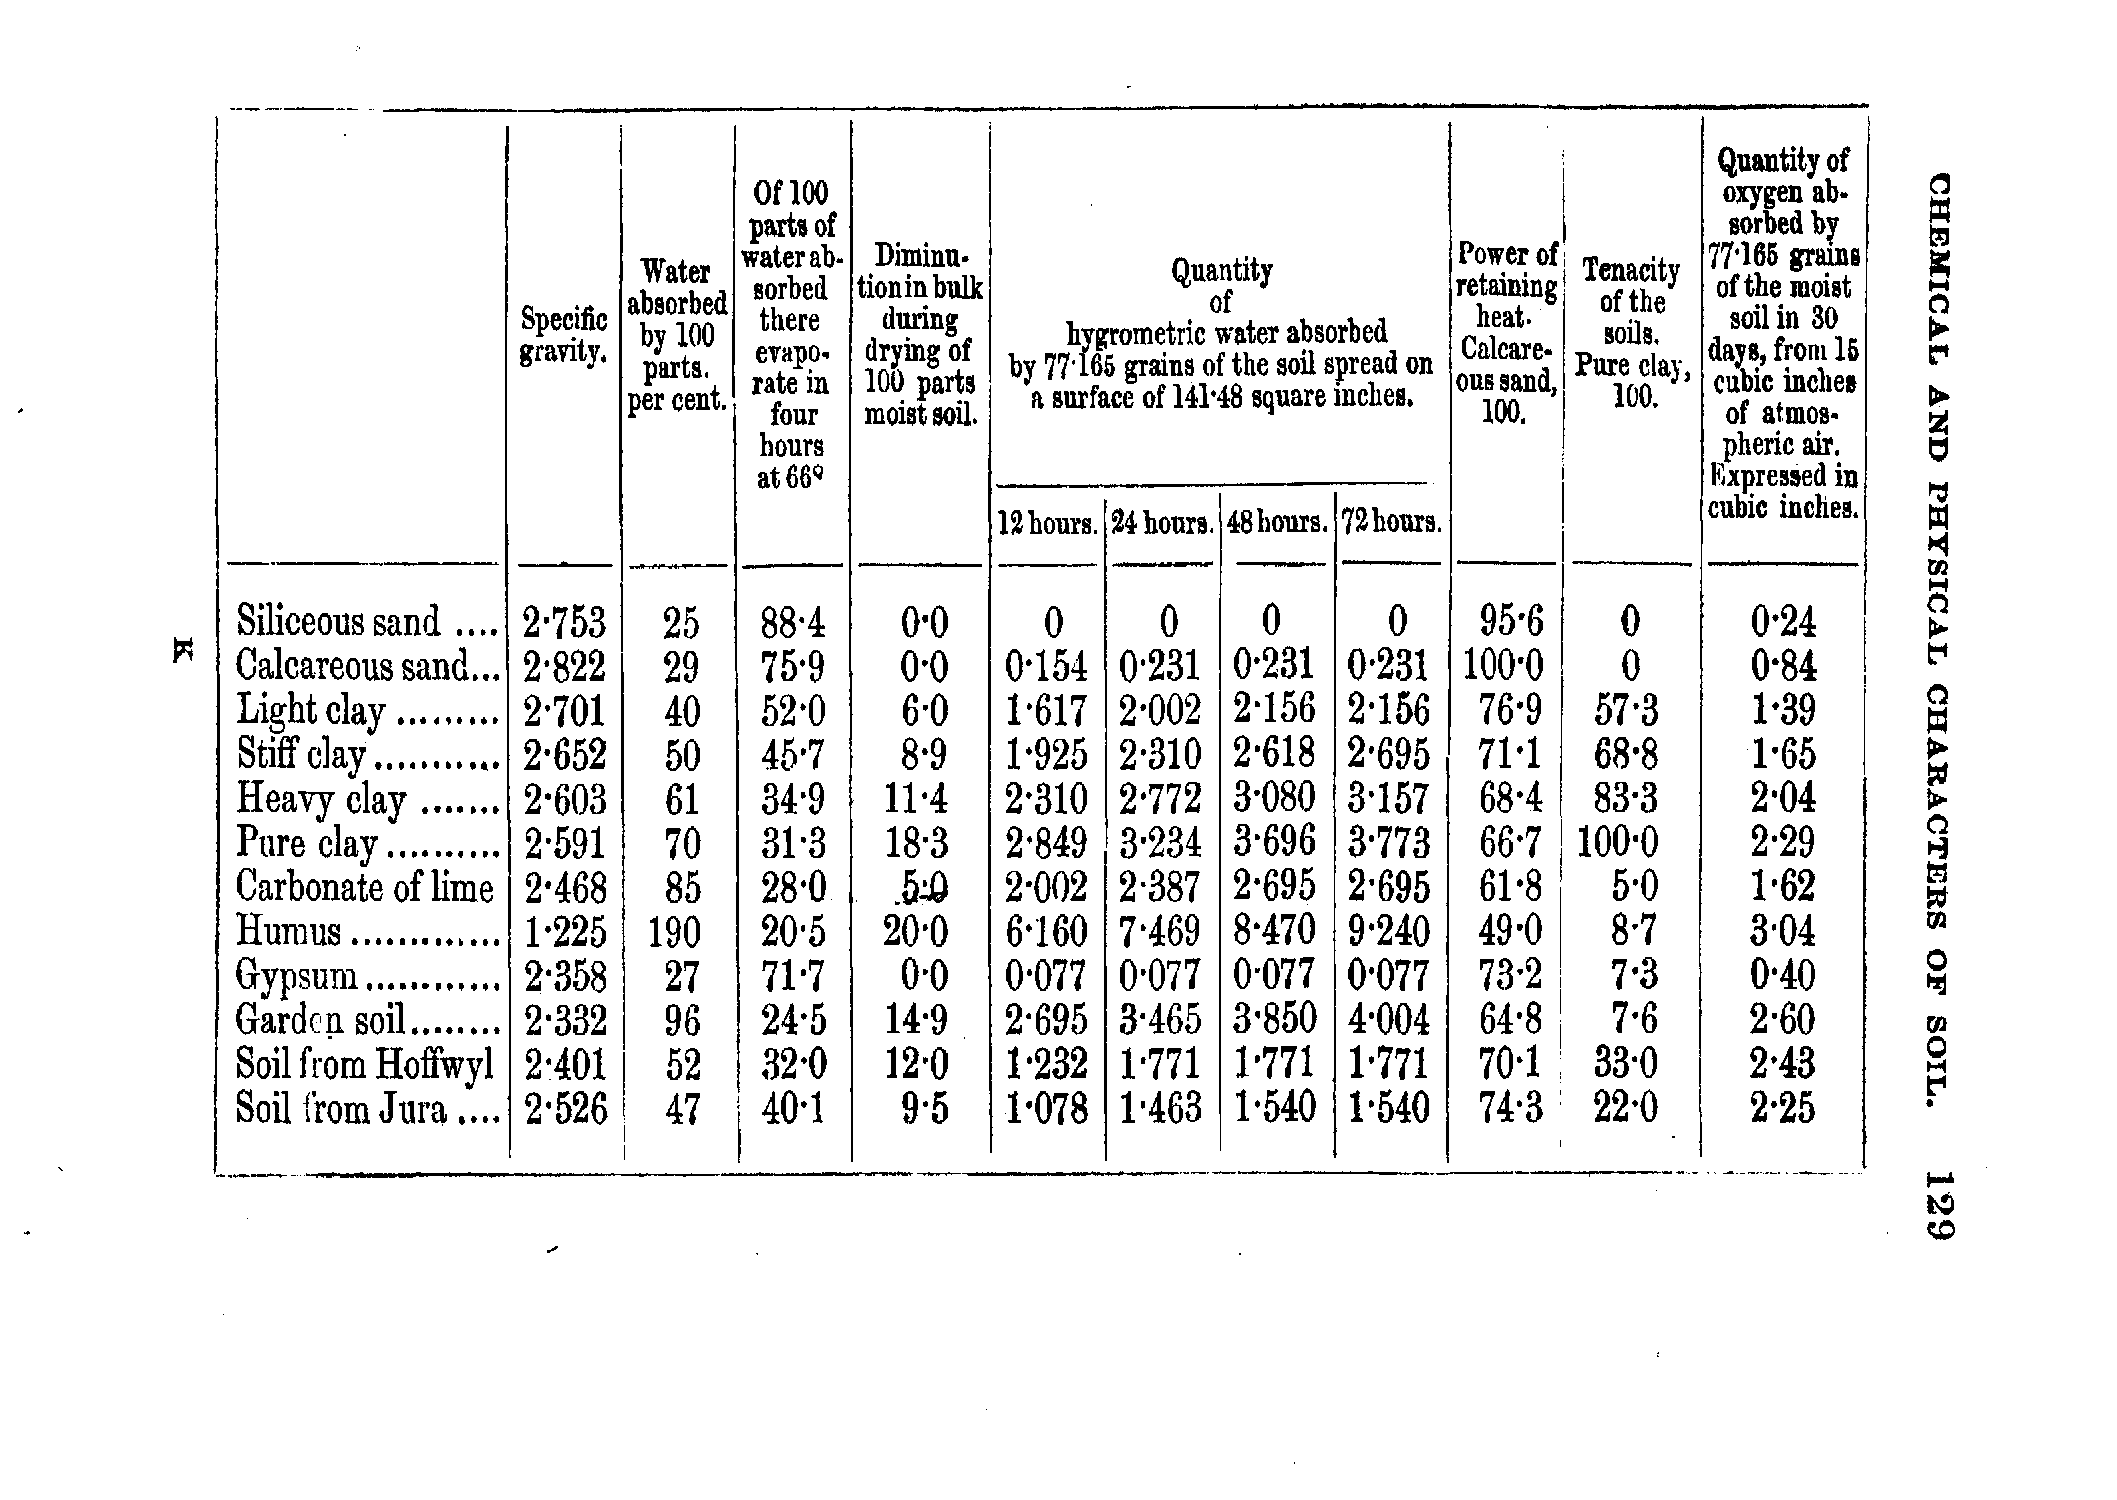 CHEMICAL AND PHYSICAL CHARACTERS OF SOIL. 129
Specific
gravity.
Water
absorbed
by 100
parts.
per cent.
Of 100
parts of
water ab-
sorbed
there
evapo-
rate in
four
hours
at 66°
Diminu-
tion in bulk
during
drying of
100 parts
moist soil.
Quantity
of
hygrometric water absorbed
by 77·165 grains of the soil spread on
a surface of 141·48 square inches.
12 hours. 24 hours. 48 hours. 72 hours.
Power of
retaining
heat.
Calcare-
ous sand,
100.
Tenacity
of the
soils.
Pure clay,
100.
Quantity of
oxygen ab-
sorbed by
77·165 grains
of the moist
soil in 30
days, from 15
cubic inches
of atmos-
pheric air.
Expressed in
cubic inches.
Siliceous sand .... 2·753 25 88·4 0·0 0 0 0 0 95·6 0 0·24
Calcareous sand... 2·822 29 75·9 0·0 0·154 0·231 0·231 0·231 100·0 0 0·84
Light clay ......... 2·701 40 52·0 6·0 1·617 2·002 2·156 2·156 76·9 57·3 1·39
Stiff clay ........... 2·652 50 45·7 8·9 1·925 2·310 2·618 2·695 71·1 68·8 1·65
Heavy clay ....... 2·603 61 34·9 11·4 2·310 2·772 3·080 3·157 68·4 83·3 2·04
Pure clay .......... 2·591 70 31·3 18·3 2·849 3·234 3·696 3·773 66·7 100·0 2·29
Carbonate of lime 2·468 85 28·0 5·0 2·002 2·387 2·695 2·695 61·8 5·0 1·62
Humus ............. 1·225 190 20·5 20·0 6·160 7·469 8·470 9·240 49·0 8·7 3·04
Gypsum ............ 2·358 27 71·7 0·0 0·077 0·077 0·077 0·077 73·2 7·3 0·40
Garden soil ........ 2·332 96 24·5 14·9 2·695 3·465 3·850 4·004 64·8 7·6 2·60
Soil from Hoffwyl 2·401 52 32·0 12·0 1·232 1·771 1·771 1·771 70·1 33·0 2·43
Soil from Jura .... 2·526 47 40·1 9·5 1·078 1·463 1·540 1·540 74·3 22·0 2·25
K